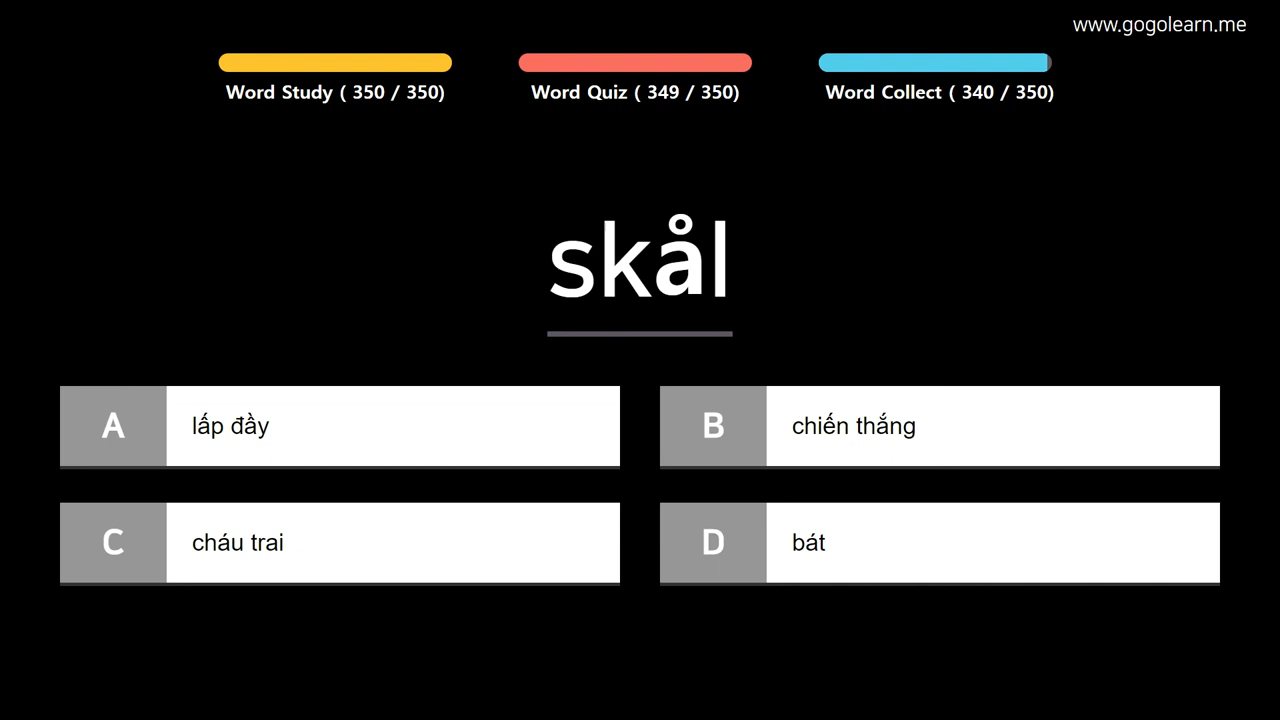 www.gogolearn.me
Word Study ( 350 / 350)
Word Quiz ( 349 / 350)
Word Collect ( 340 / 350)
skål
A lấp đầy
B chiến thắng
C cháu trai
D bát